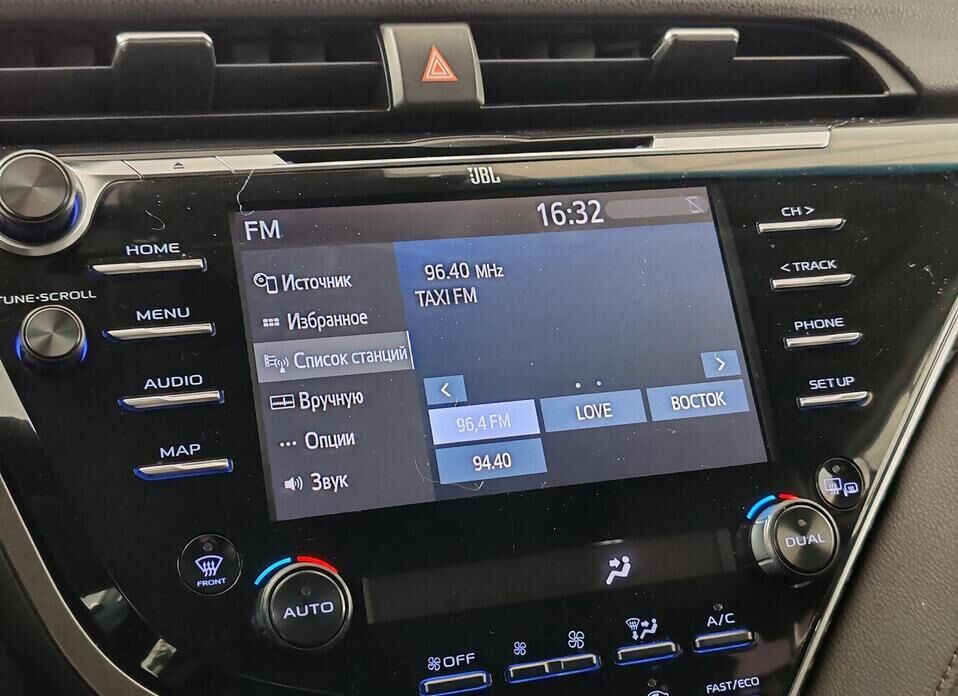 JBL
FM
16:32
CH >
HOME
Источник
96.40 MHz
TAXI FM
< TRACK
TUNE•SCROLL
MENU
Избранное
PHONE
Список станций
AUDIO
Вручную
96,4 FM
LOVE
ВОСТОК
SETUP
MAP
Опции
94.40
Звук
FRONT
AUTO
DUAL
OFF
A/C
FAST/ECO